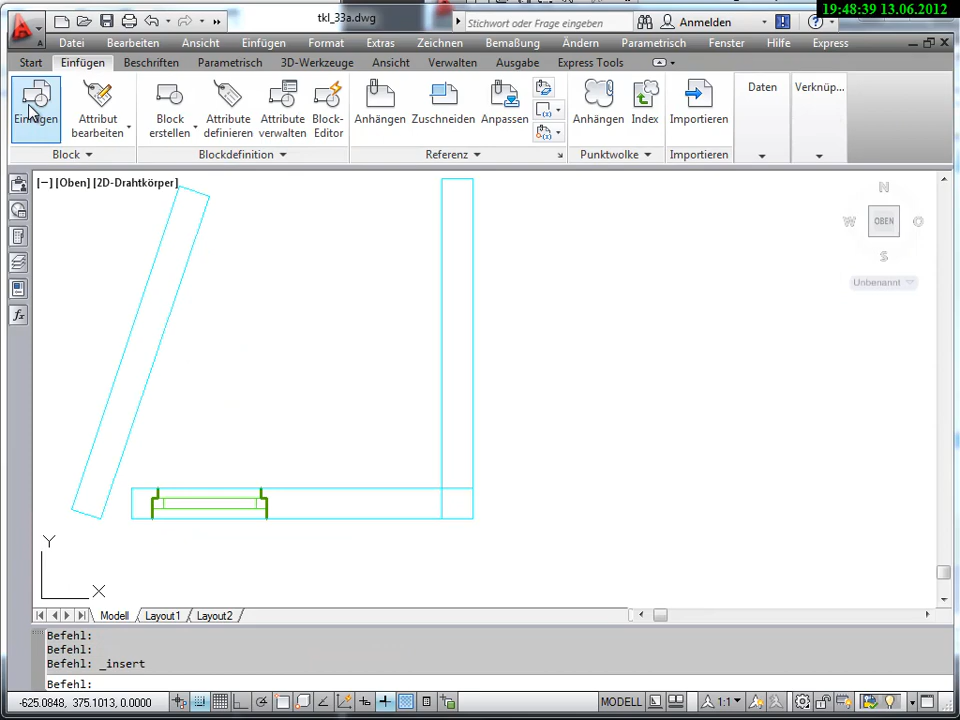 19:48:39 13.06.2012
tkl_33a.dwg
Stichwort oder Frage eingeben
Anmelden
Datei Bearbeiten Ansicht Einfügen Format Extras Zeichnen Bemaßung Ändern Parametrisch Fenster Hilfe Express
Start Einfügen Beschriften Parametrisch 3D-Werkzeuge Ansicht Verwalten Ausgabe Express Tools
Einfügen
Attribut bearbeiten
Block erstellen
Attribute definieren
Attribute verwalten
Block-Editor
Anhängen
Zuschneiden
Anpassen
Anhängen
Index
Importieren
Daten
Verknüp...
Block Blockdefinition Referenz Punktwolke Importieren
[−] [Oben] [2D-Drahtkörper]
N
W
OBEN
O
S
Unbenannt
Y
X
Modell Layout1 Layout2
Befehl:
Befehl:
Befehl: _insert
Befehl:
-625.0848, 375.1013, 0.0000
MODELL
1:1